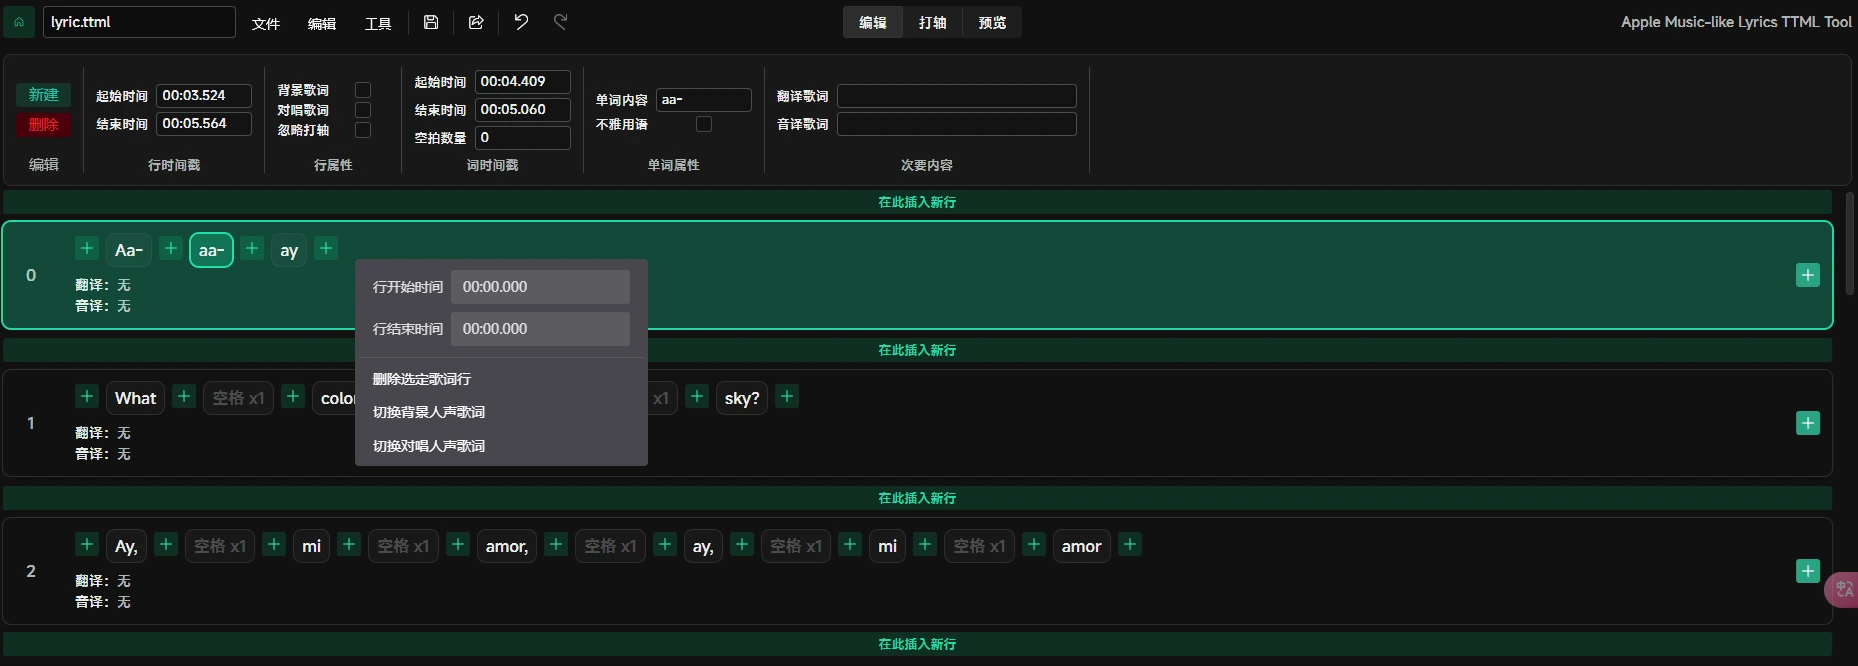 lyric.ttml 文件 编辑 工具 编辑 打轴 预览 Apple Music-like Lyrics TTML Tool
新建
删除
编辑
起始时间 00:03.524
结束时间 00:05.564
行时间戳
背景歌词
对唱歌词
忽略打轴
行属性
起始时间 00:04.409
结束时间 00:05.060
空拍数量 0
词时间戳
单词内容 aa-
不雅用语
单词属性
翻译歌词
音译歌词
次要内容
在此插入新行
0
+ Aa- + aa- + ay +
翻译：无
音译：无
+
行开始时间 00:00.000
行结束时间 00:00.000
删除选定歌词行
切换背景人声歌词
切换对唱人声歌词
在此插入新行
1
+ What + 空格 x1 + x1 + sky? +
翻译：无
音译：无
+
在此插入新行
2
+ Ay, + 空格 x1 + mi + 空格 x1 + amor, + 空格 x1 + ay, + 空格 x1 + mi + 空格 x1 + amor +
翻译：无
音译：无
+
中A
在此插入新行